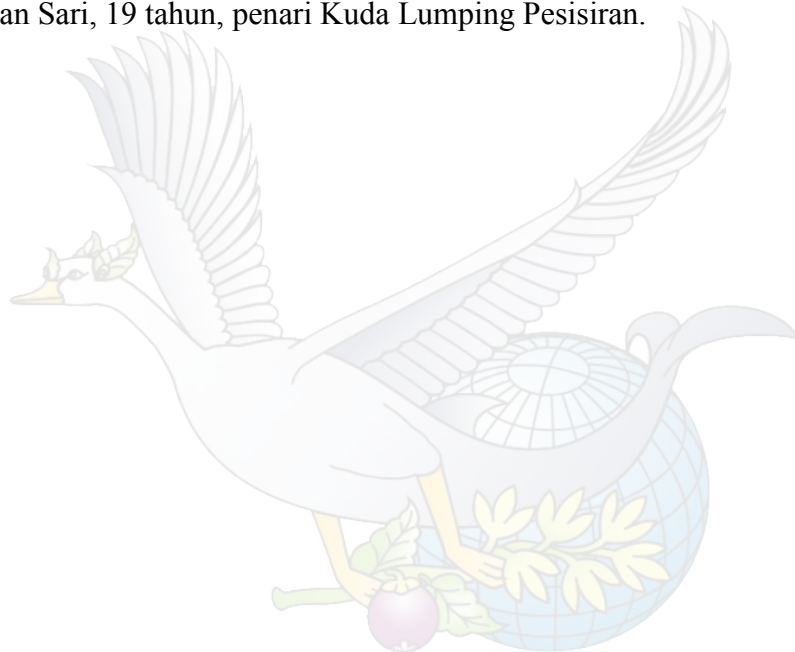 an Sari, 19 tahun, penari Kuda Lumping Pesisiran.